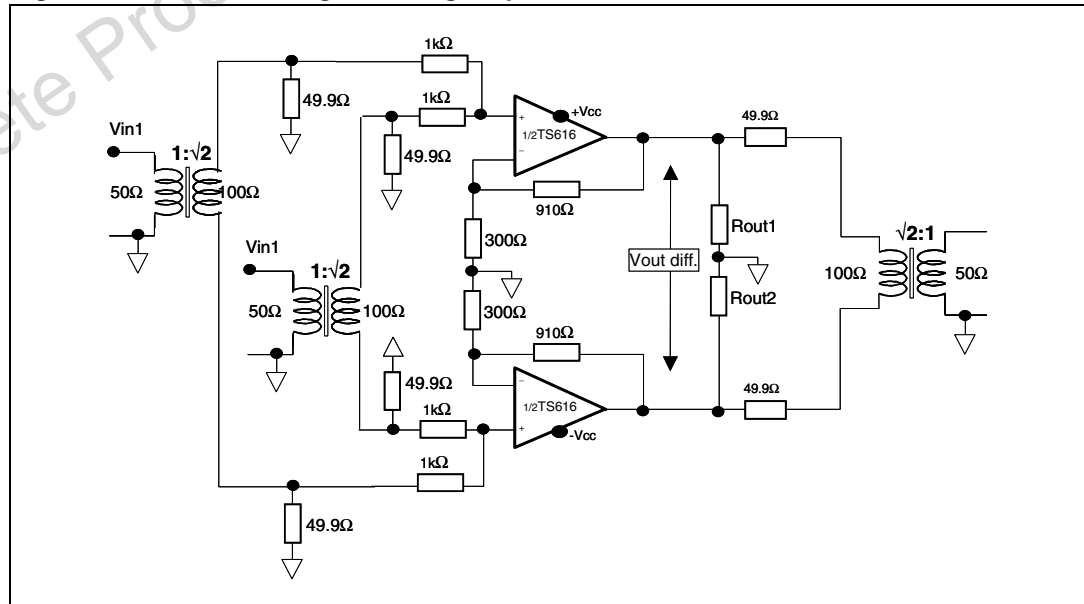 1kΩ
49.9Ω
1kΩ
+Vcc
+
1/2TS616
_
49.9Ω
Vin1
49.9Ω
1:√2
50Ω
100Ω
910Ω
300Ω
Rout1
Vin1
Vout diff.
√2:1
1:√2
100Ω
50Ω
50Ω
100Ω
300Ω
Rout2
910Ω
49.9Ω
_
1/2TS616
49.9Ω
1kΩ
+
-Vcc
1kΩ
49.9Ω